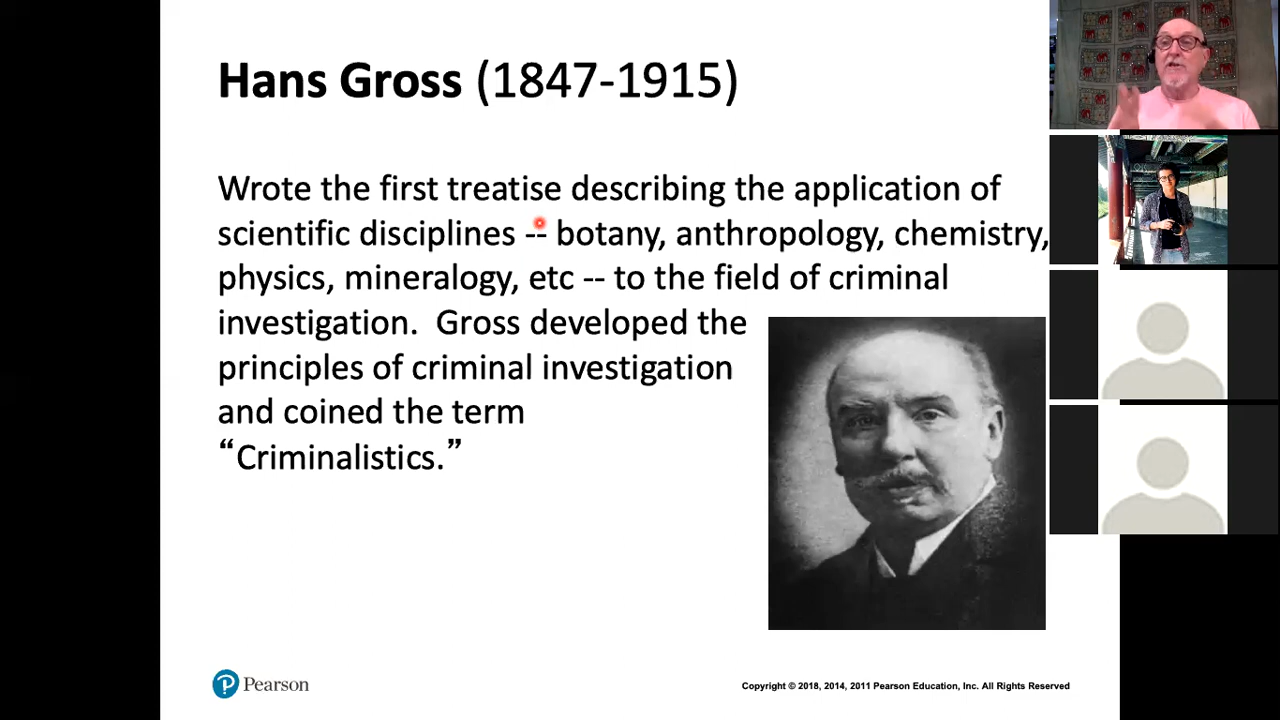 Hans Gross (1847-1915)
Wrote the first treatise describing the application of
scientific disciplines -- botany, anthropology, chemistry,
physics, mineralogy, etc -- to the field of criminal
investigation.  Gross developed the
principles of criminal investigation
and coined the term
“Criminalistics.”
Pearson
Copyright © 2018, 2014, 2011 Pearson Education, Inc. All Rights Reserved